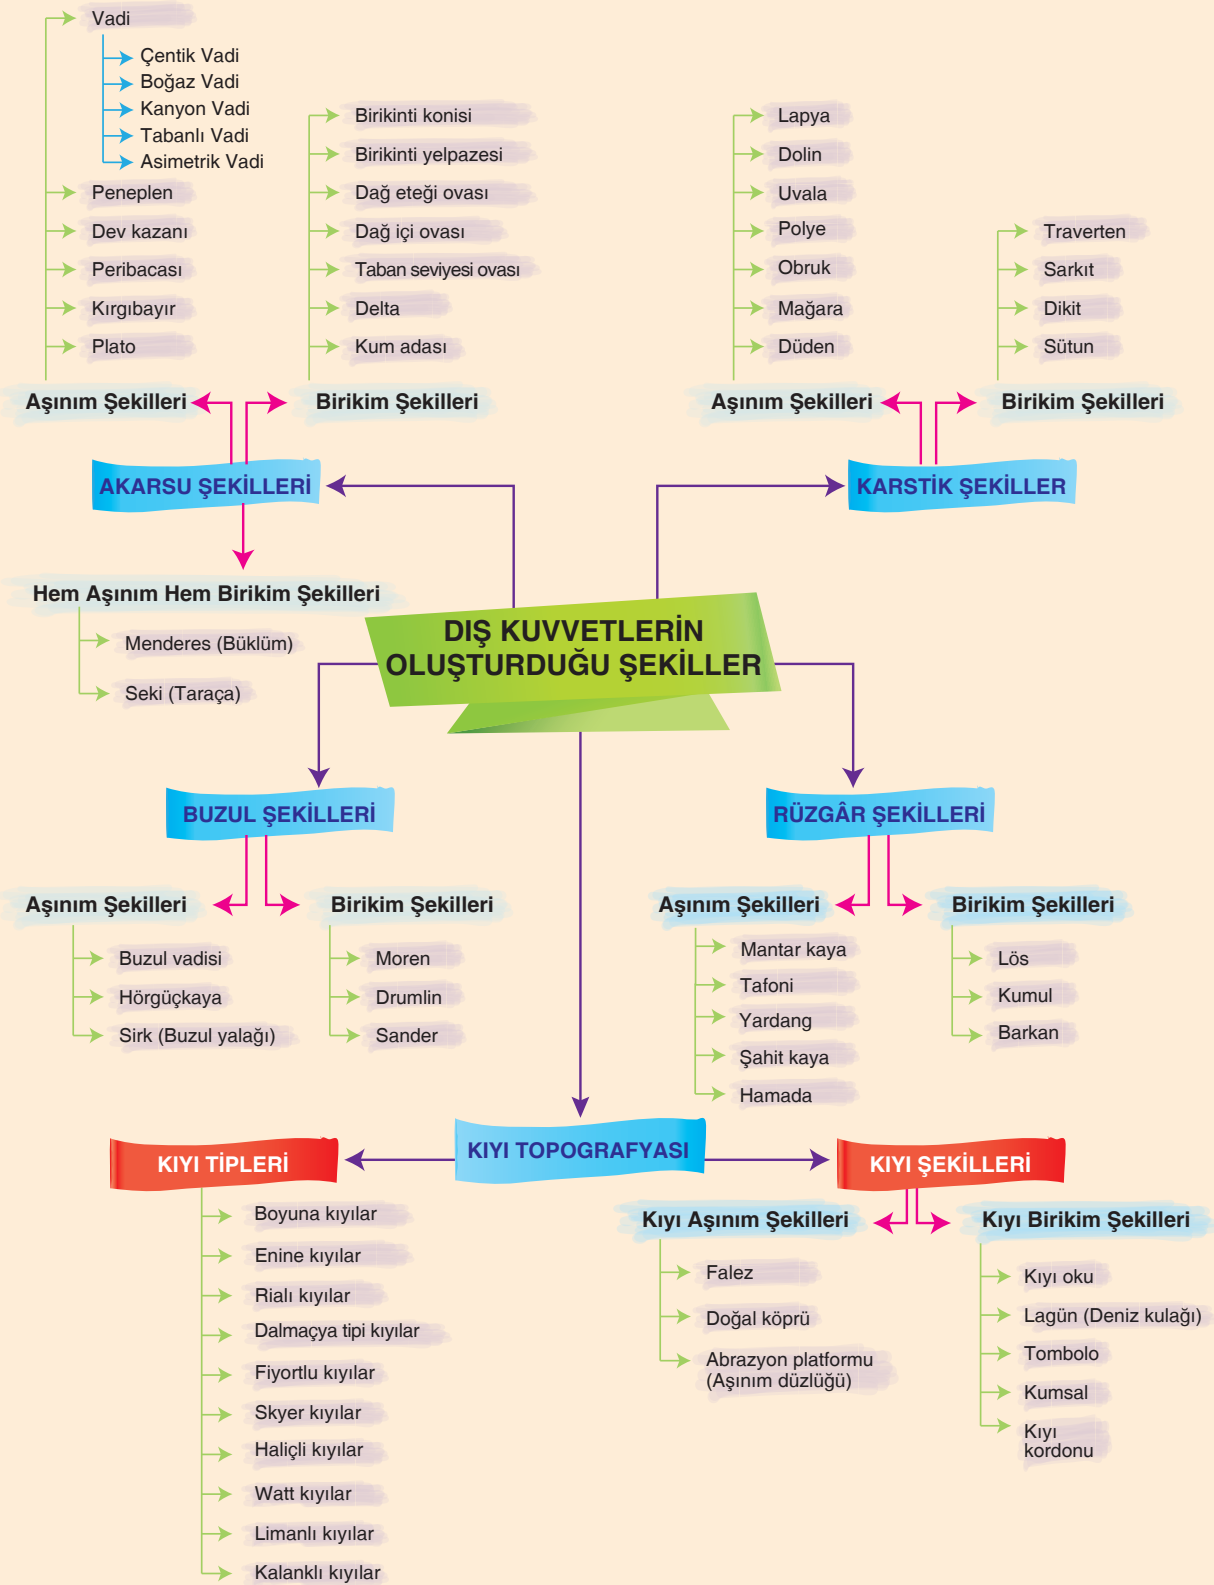 Vadi
Çentik Vadi
Boğaz Vadi
Kanyon Vadi
Tabanlı Vadi
Asimetrik Vadi
Peneplen
Dev kazanı
Peribacası
Kırgıbayır
Plato
Aşınım Şekilleri
Birikinti konisi
Birikinti yelpazesi
Dağ eteği ovası
Dağ içi ovası
Taban seviyesi ovası
Delta
Kum adası
Birikim Şekilleri
AKARSU ŞEKİLLERİ
Hem Aşınım Hem Birikim Şekilleri
Menderes (Büklüm)
Seki (Taraça)
Lapya
Dolin
Uvala
Polye
Obruk
Mağara
Düden
Aşınım Şekilleri
Traverten
Sarkıt
Dikit
Sütun
Birikim Şekilleri
KARSTİK ŞEKİLLER
DIŞ KUVVETLERİN
OLUŞTURDUĞU ŞEKİLLER
BUZUL ŞEKİLLERİ
Aşınım Şekilleri
Buzul vadisi
Hörgüçkaya
Sirk (Buzul yalağı)
Birikim Şekilleri
Moren
Drumlin
Sander
RÜZGÂR ŞEKİLLERİ
Aşınım Şekilleri
Mantar kaya
Tafoni
Yardang
Şahit kaya
Hamada
Birikim Şekilleri
Lös
Kumul
Barkan
KIYI TOPOGRAFYASI
KIYI TİPLERİ
Boyuna kıyılar
Enine kıyılar
Rialı kıyılar
Dalmaçya tipi kıyılar
Fiyortlu kıyılar
Skyer kıyılar
Haliçli kıyılar
Watt kıyılar
Limanlı kıyılar
Kalanklı kıyılar
KIYI ŞEKİLLERİ
Kıyı Aşınım Şekilleri
Falez
Doğal köprü
Abrazyon platformu
(Aşınım düzlüğü)
Kıyı Birikim Şekilleri
Kıyı oku
Lagün (Deniz kulağı)
Tombolo
Kumsal
Kıyı
kordonu